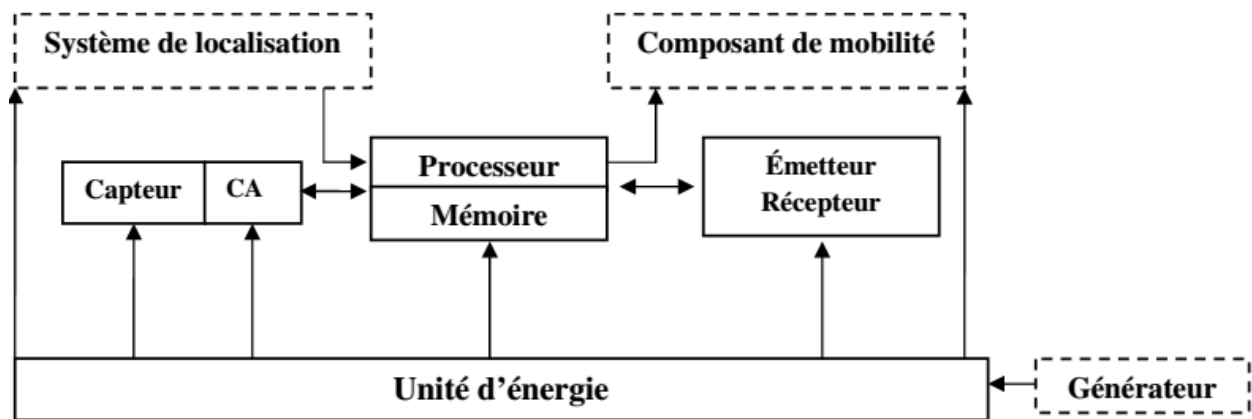 Système de localisation
Composant de mobilité
Processeur
Mémoire
Capteur
CA
Émetteur
Récepteur
Unité d’énergie
Générateur